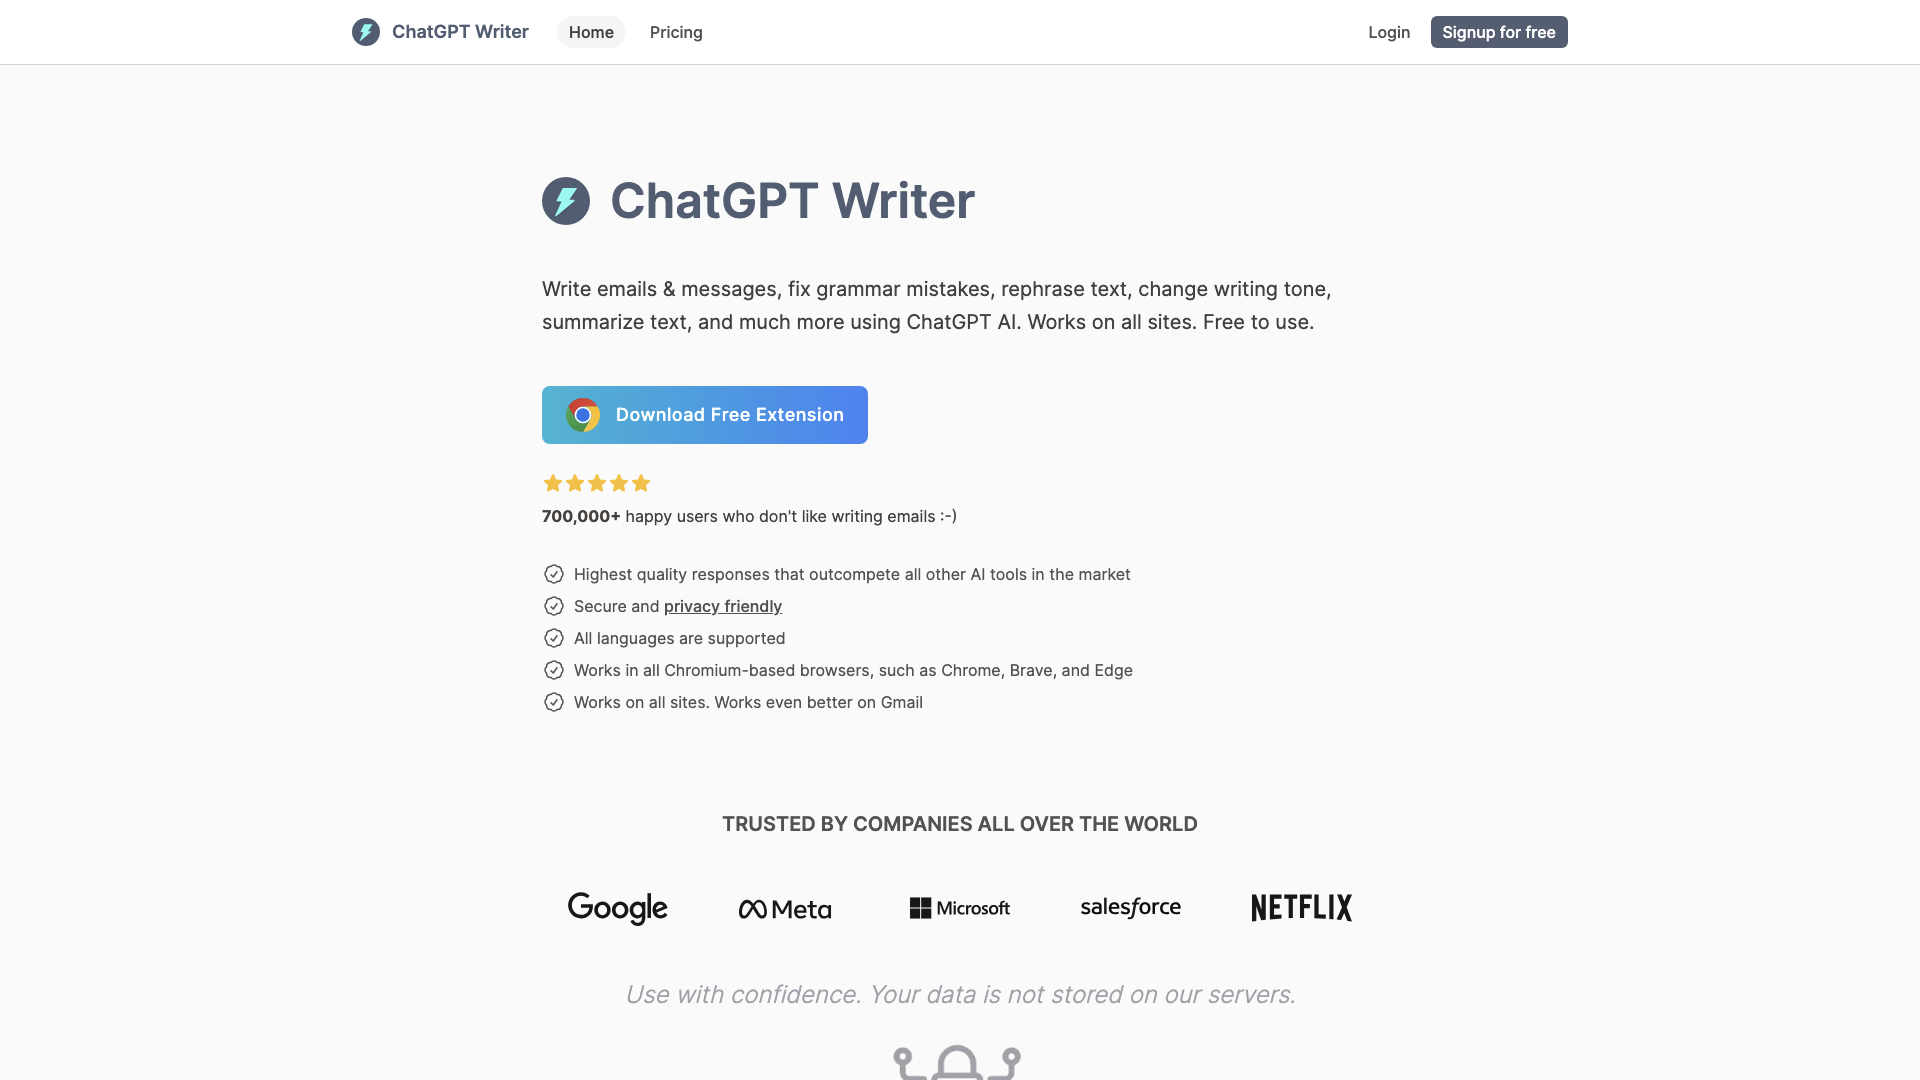 ChatGPT Writer
Home
Pricing
Login
Signup for free
ChatGPT Writer
Write emails & messages, fix grammar mistakes, rephrase text, change writing tone,
summarize text, and much more using ChatGPT AI. Works on all sites. Free to use.
Download Free Extension
700,000+ happy users who don't like writing emails :-)
Highest quality responses that outcompete all other AI tools in the market
Secure and privacy friendly
All languages are supported
Works in all Chromium-based browsers, such as Chrome, Brave, and Edge
Works on all sites. Works even better on Gmail
TRUSTED BY COMPANIES ALL OVER THE WORLD
Google
Meta
Microsoft
salesforce
NETFLIX
Use with confidence. Your data is not stored on our servers.